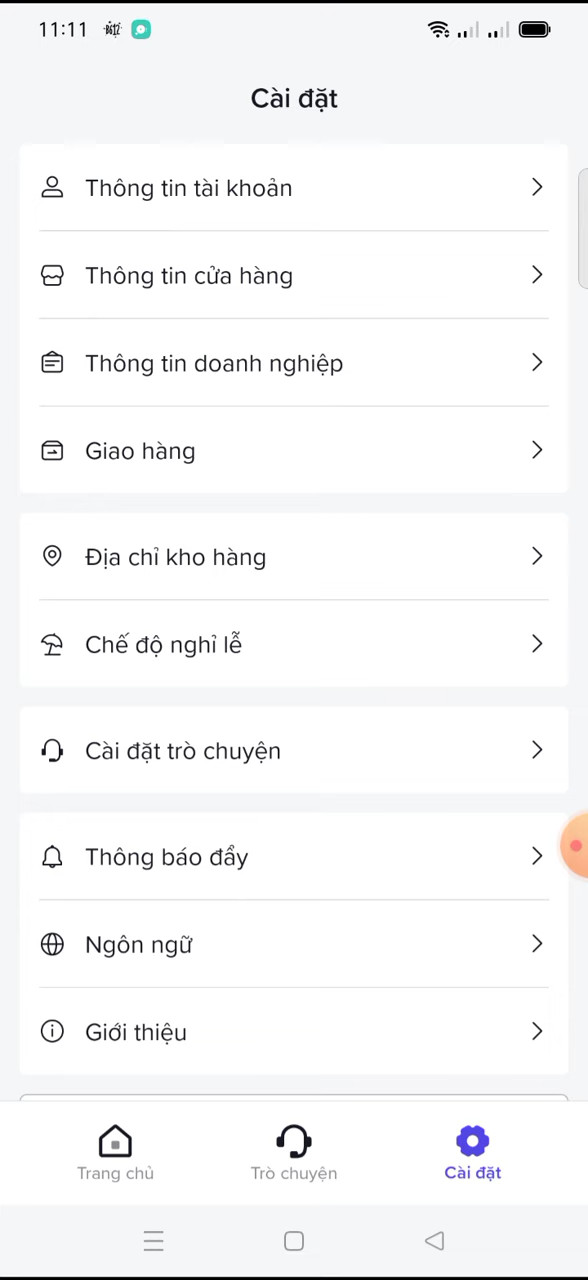 11:11
Cài đặt
Thông tin tài khoản
Thông tin cửa hàng
Thông tin doanh nghiệp
Giao hàng
Địa chỉ kho hàng
Chế độ nghỉ lễ
Cài đặt trò chuyện
Thông báo đẩy
Ngôn ngữ
Giới thiệu
Trang chủ
Trò chuyện
Cài đặt